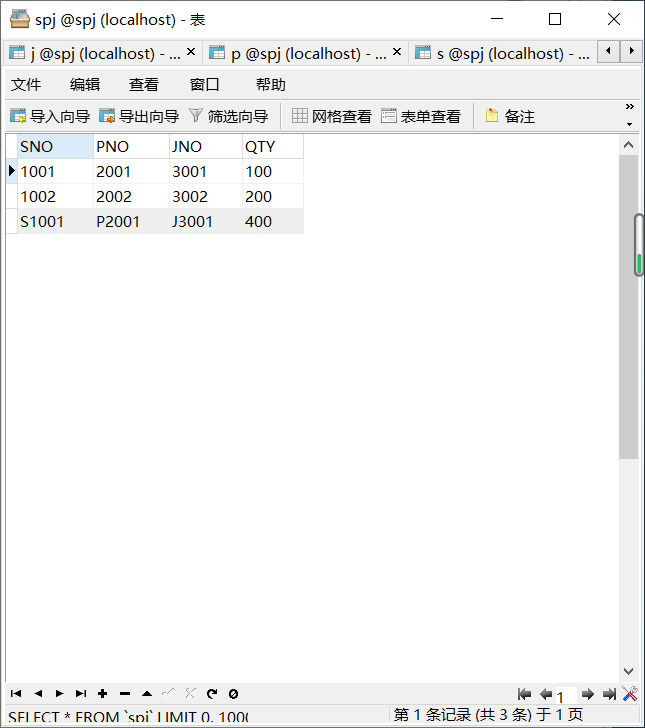 spj @spj (localhost) - 表
j @spj (localhost) - ... p @spj (localhost) - ... s @spj (localhost) - ...
文件 编辑 查看 窗口 帮助
导入向导 导出向导 筛选向导 网格查看 表单查看 备注
SNO PNO JNO QTY
1001 2001 3001 100
1002 2002 3002 200
S1001 P2001 J3001 400
1
SELECT * FROM `spj` LIMIT 0, 1000 第 1 条记录 (共 3 条) 于 1 页